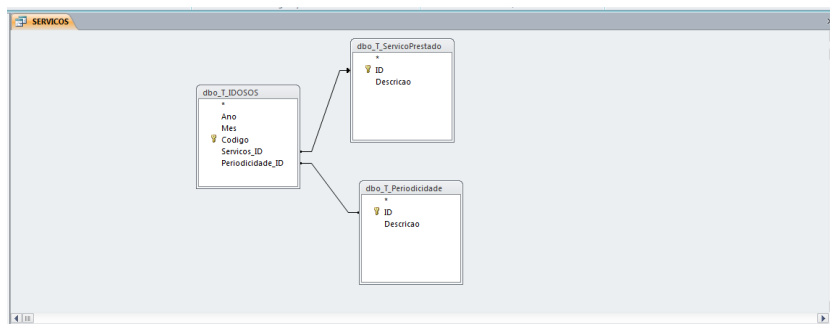 SERVICOS
dbo_T_ServicoPrestado
*
ID
Descricao
dbo_T_IDOSOS
*
Ano
Mes
Codigo
Servicos_ID
Periodicidade_ID
dbo_T_Periodicidade
*
ID
Descricao